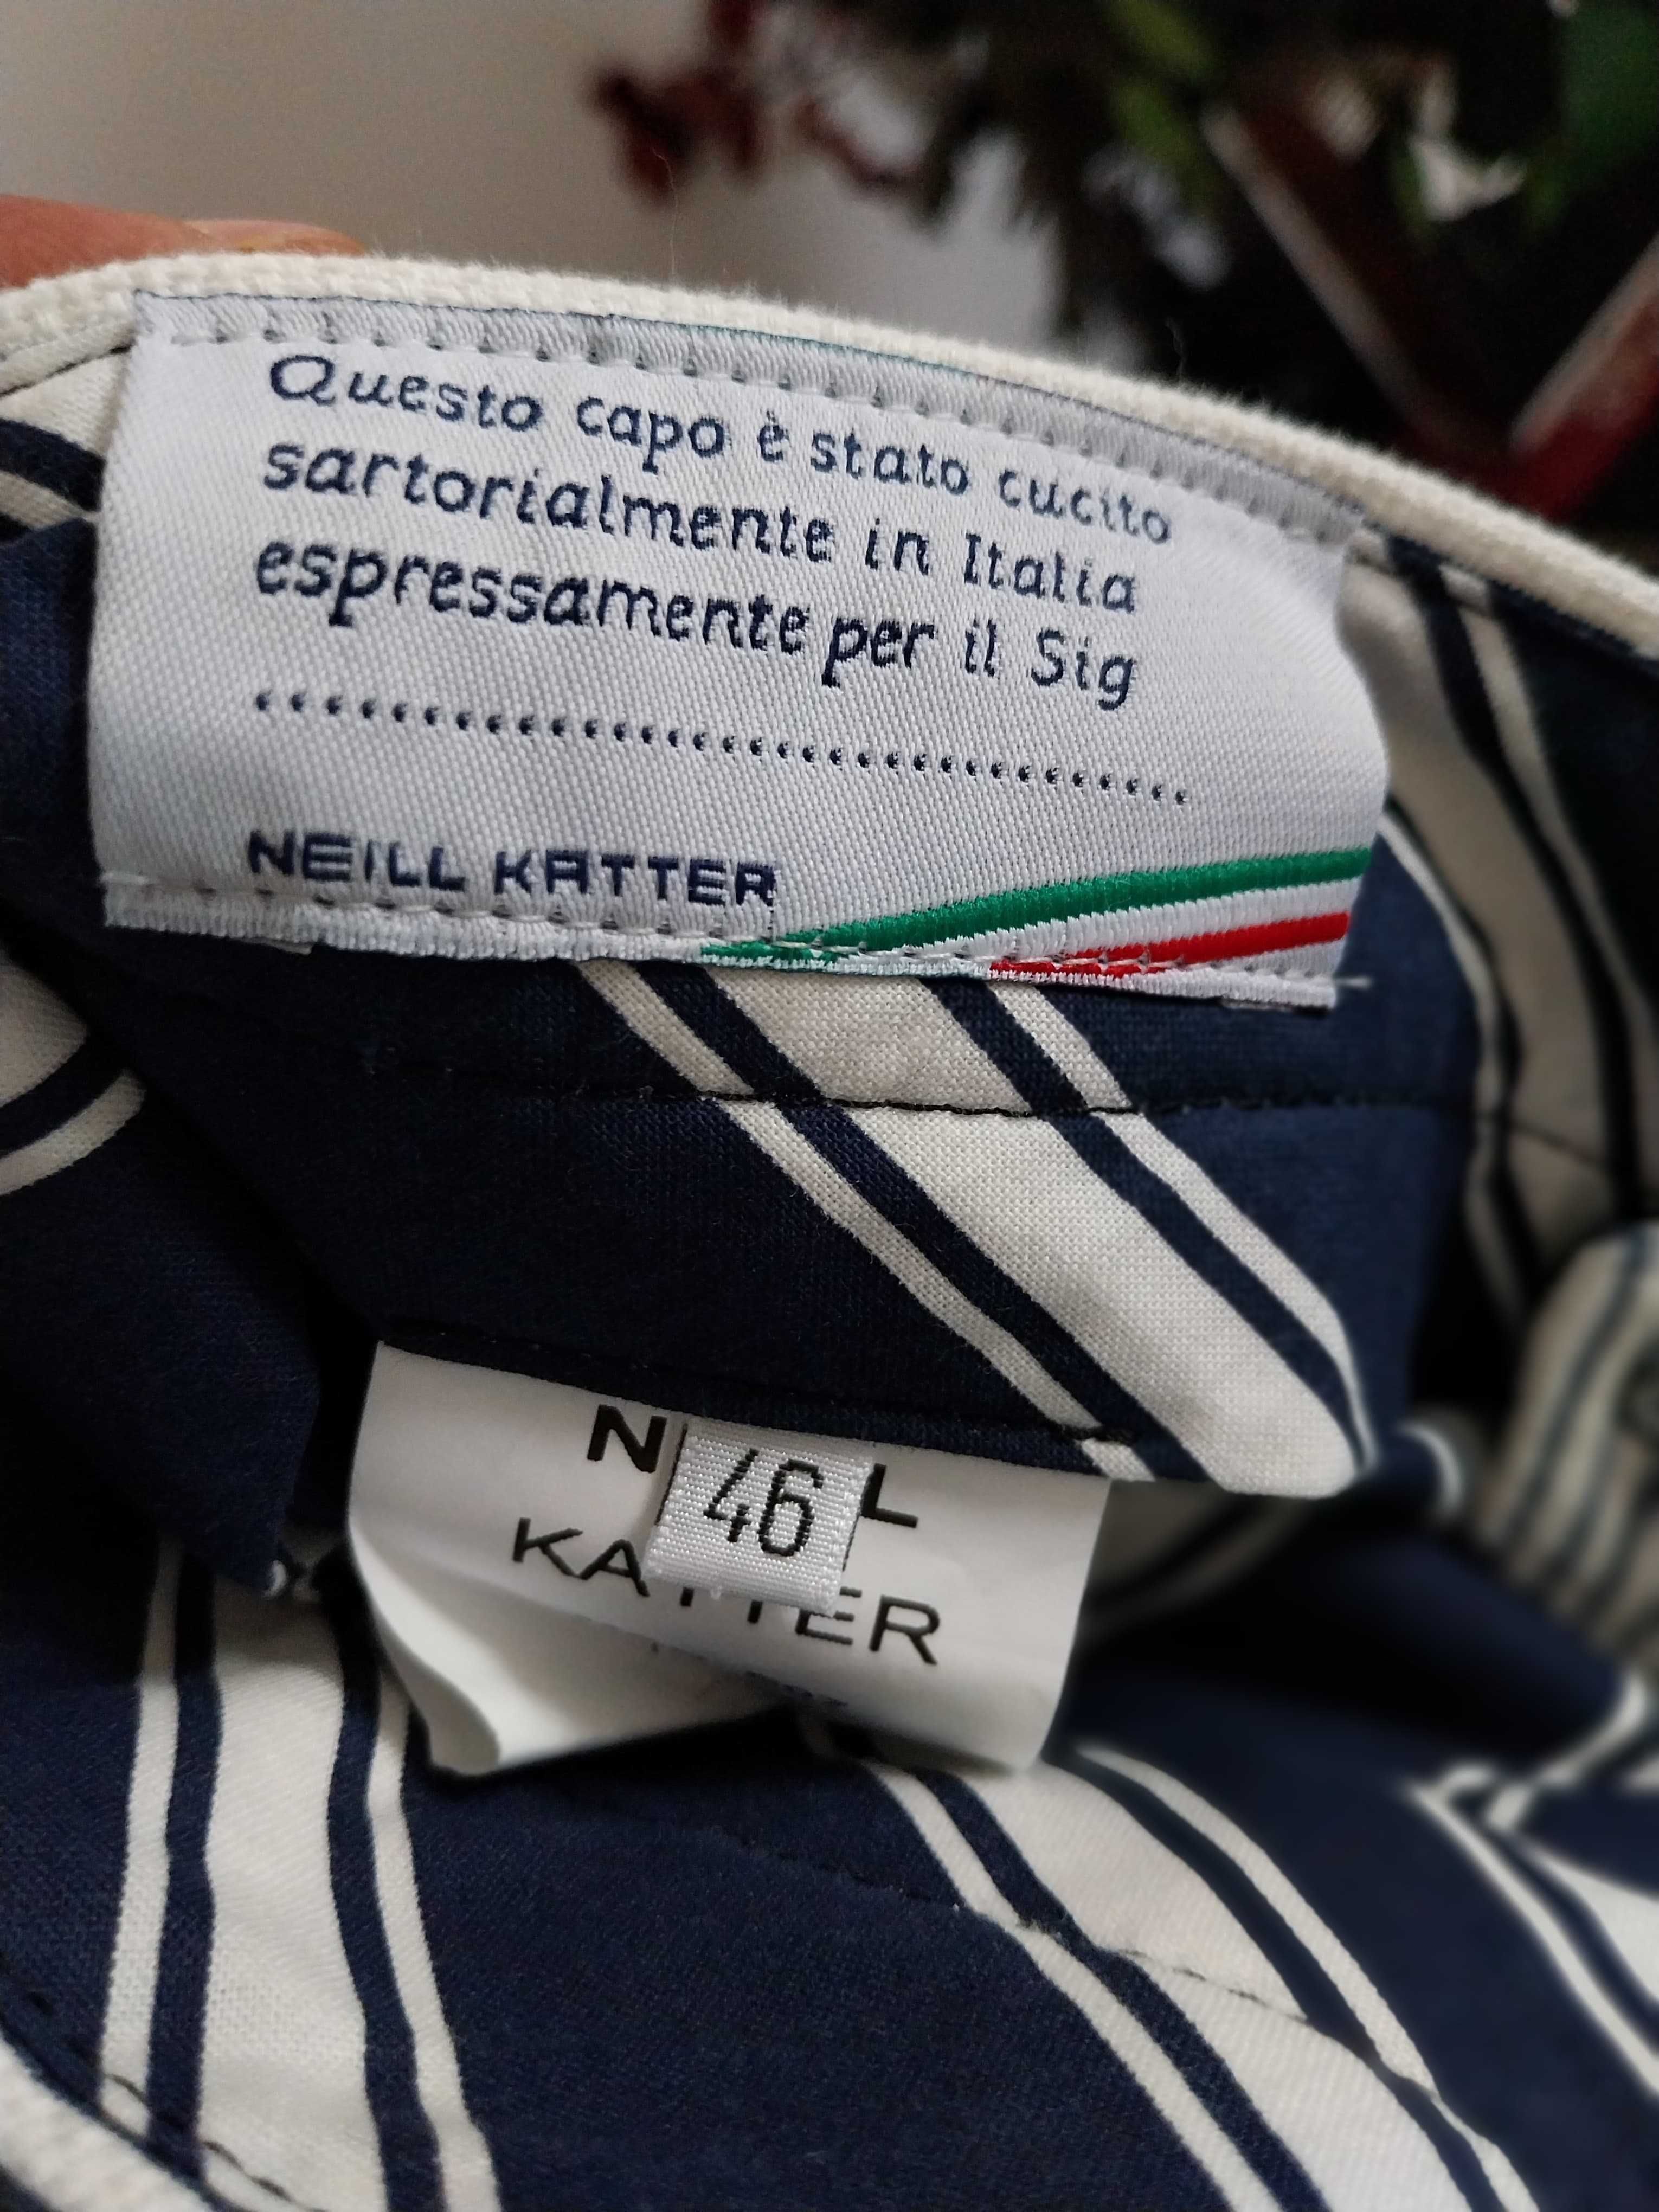 Questo capo è stato cucito
sartorialmente in Italia
espressamente per il Sig
......................................
NEILL KATTER
46
KATTER